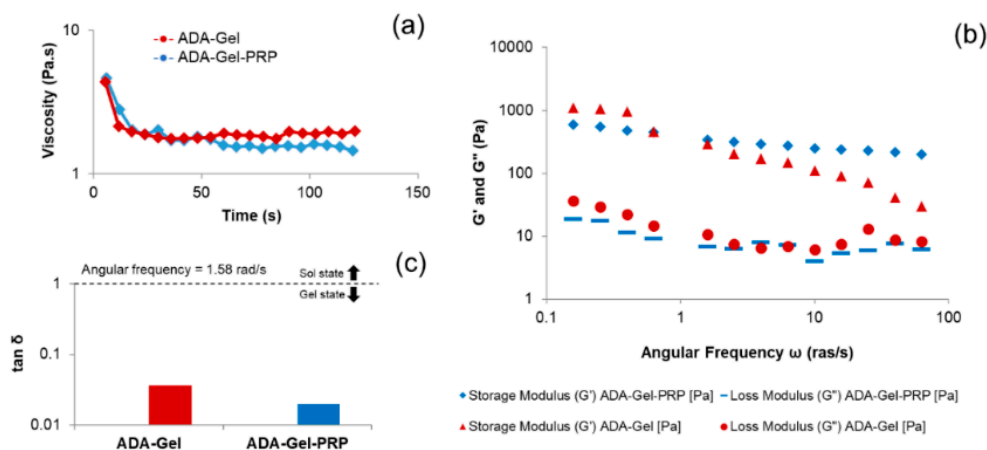 (a)
10
ADA-Gel
ADA-Gel-PRP
Viscosity (Pa.s)
1
0 50 100 150
Time (s)
(b)
10000
1000
100
10
1
G' and G" (Pa)
0.1 1 10 100
Angular Frequency ω (ras/s)
Storage Modulus (G') ADA-Gel-PRP [Pa]
Loss Modulus (G") ADA-Gel-PRP [Pa]
Storage Modulus (G') ADA-Gel [Pa]
Loss Modulus (G") ADA-Gel [Pa]
(c)
Angular frequency = 1.58 rad/s
Sol state
Gel state
1
0.1
0.01
tan δ
ADA-Gel ADA-Gel-PRP